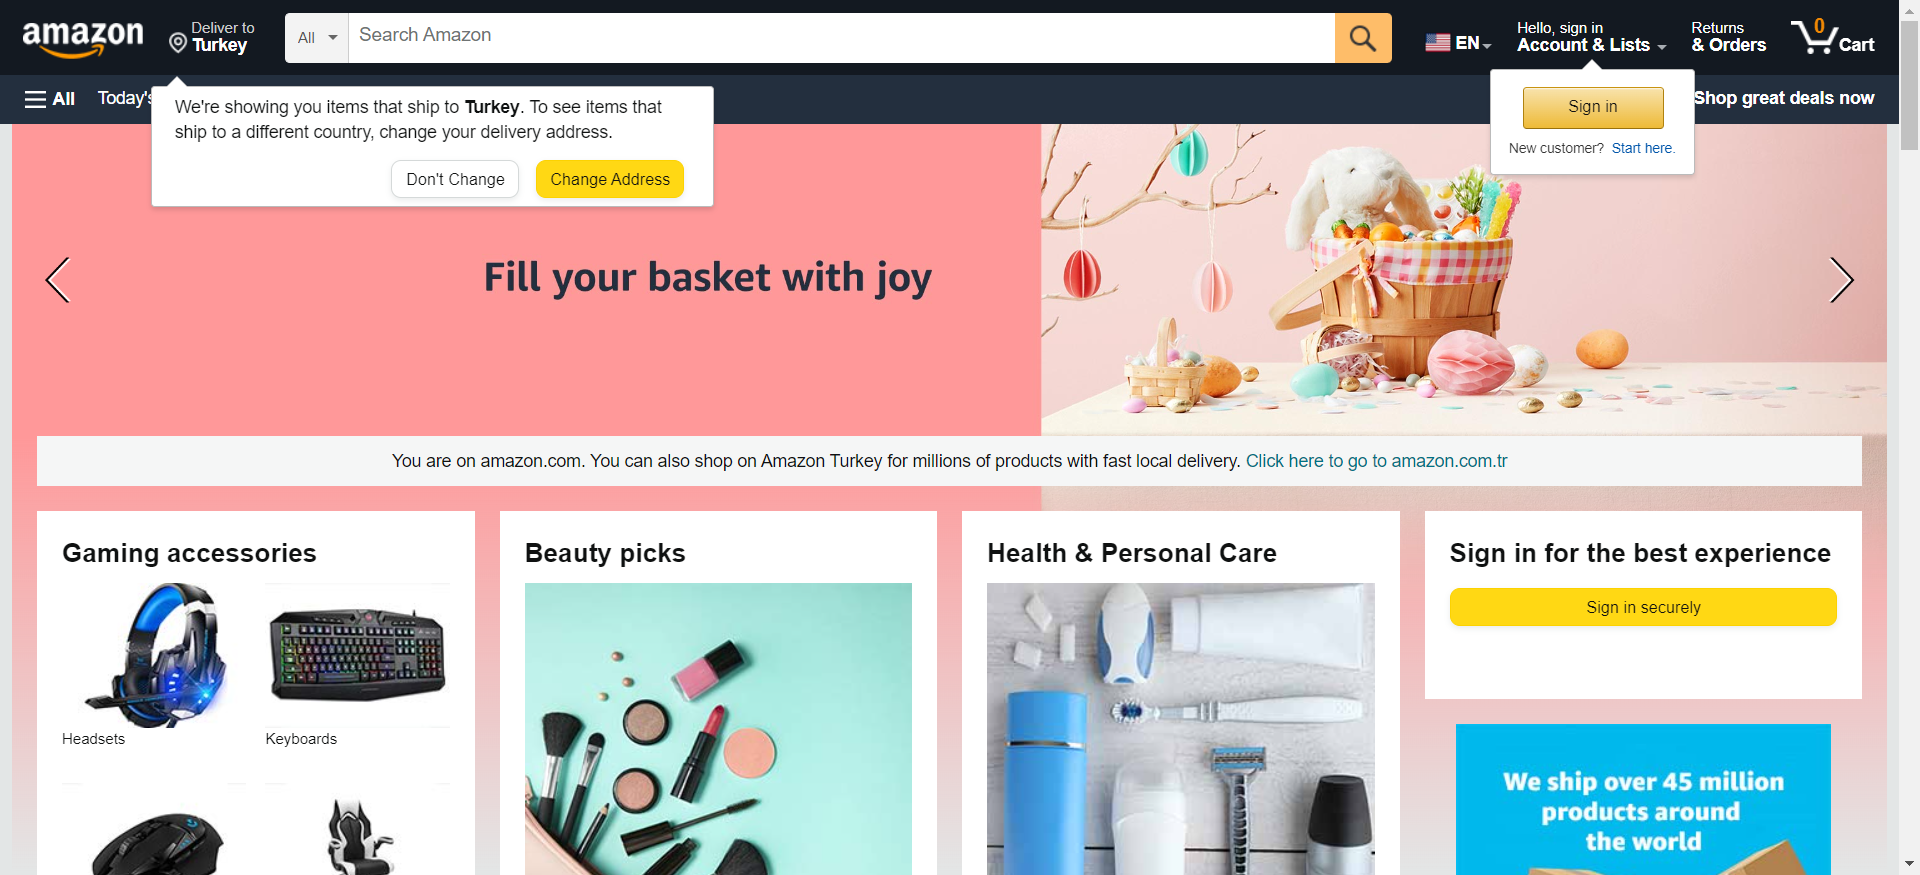 amazon
Deliver to
Turkey
All
Search Amazon
EN
Hello, sign in
Account & Lists
Returns
& Orders
0
Cart
All
Today's
Shop great deals now
We're showing you items that ship to Turkey. To see items that
ship to a different country, change your delivery address.
Don't Change
Change Address
Sign in
New customer? Start here.
Fill your basket with joy
You are on amazon.com. You can also shop on Amazon Turkey for millions of products with fast local delivery. Click here to go to amazon.com.tr
Gaming accessories
Headsets
Keyboards
Beauty picks
Health & Personal Care
Sign in for the best experience
Sign in securely
We ship over 45 million
products around
the world